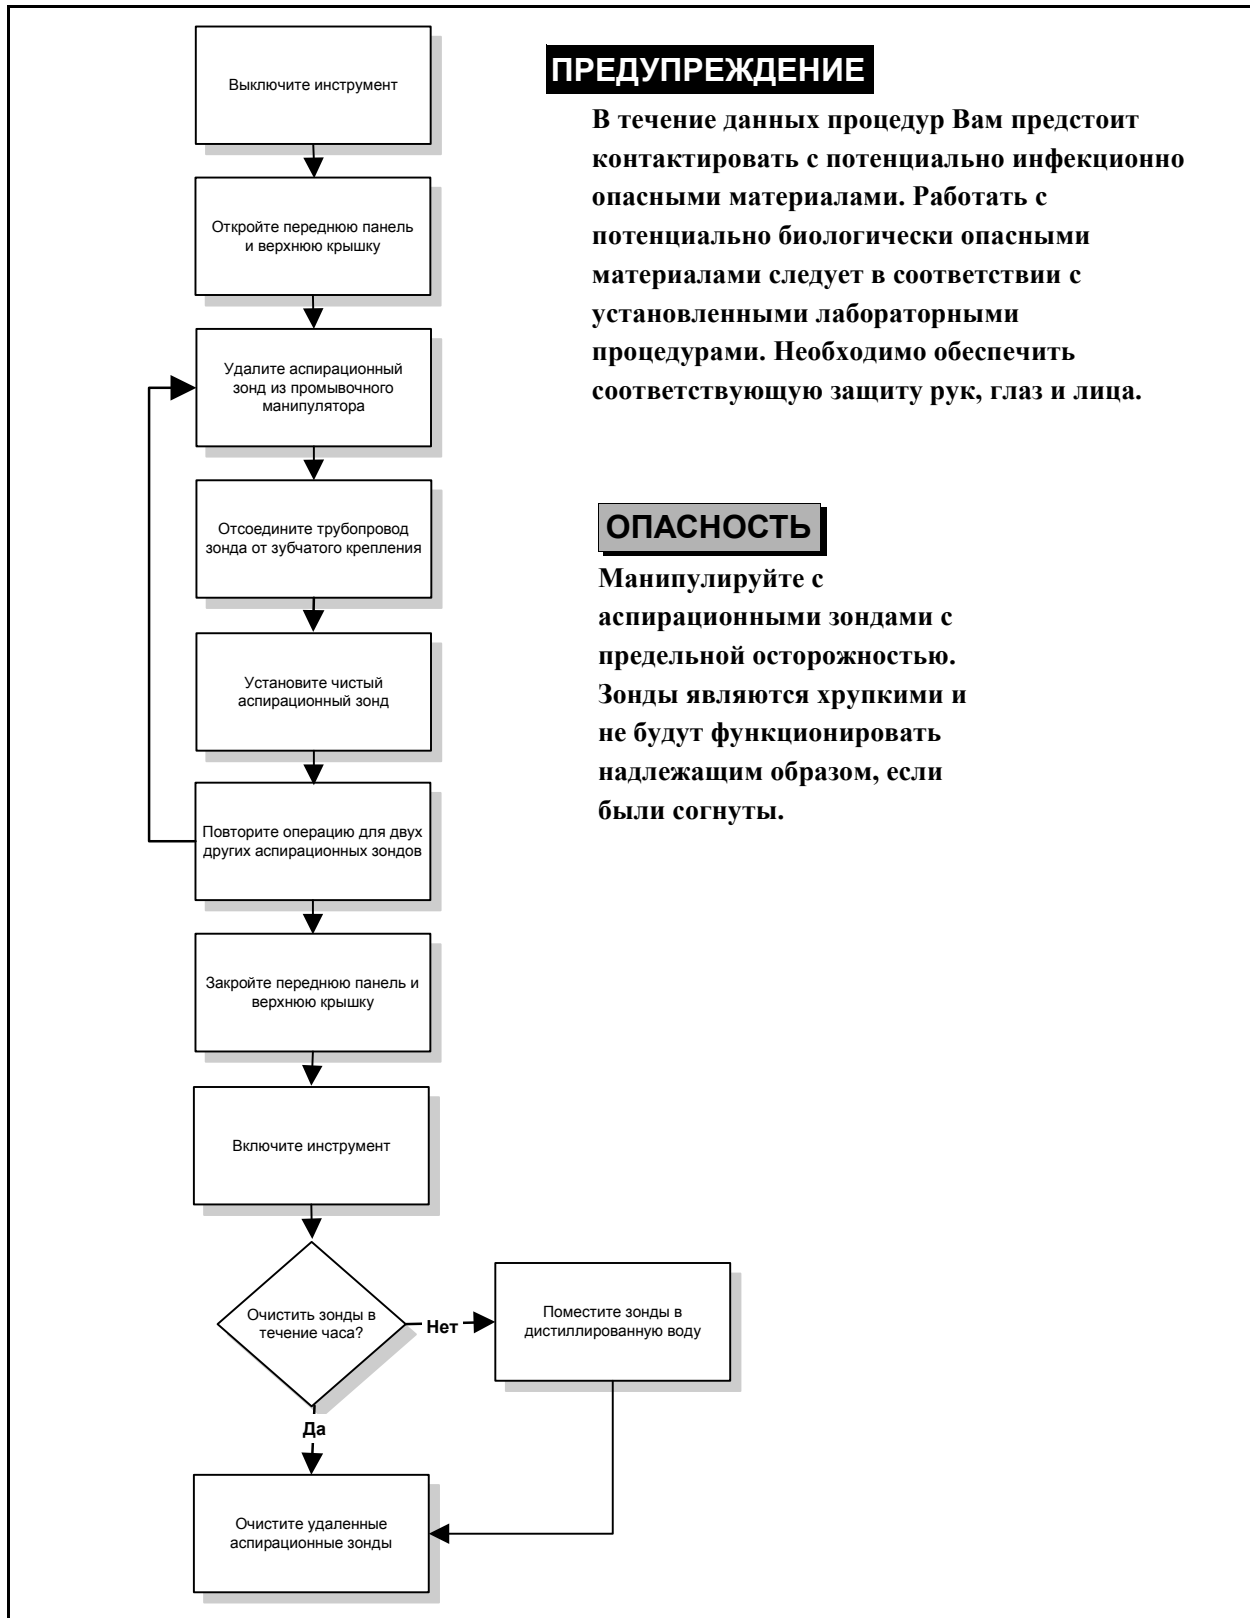 Выключите инструмент
Откройте переднюю панель
и верхнюю крышку
Удалите аспирационный
зонд из промывочного
манипулятора
Отсоедините трубопровод
зонда от зубчатого крепления
Установите чистый
аспирационный зонд
Повторите операцию для двух
других аспирационных зондов
Закройте переднюю панель и
верхнюю крышку
Включите инструмент
Очистить зонды в
течение часа?
Нет
Поместите зонды в
дистиллированную воду
Да
Очистите удаленные
аспирационные зонды
ПРЕДУПРЕЖДЕНИЕ
В течение данных процедур Вам предстоит
контактировать с потенциально инфекционно
опасными материалами. Работать с
потенциально биологически опасными
материалами следует в соответствии с
установленными лабораторными
процедурами. Необходимо обеспечить
соответствующую защиту рук, глаз и лица.
ОПАСНОСТЬ
Манипулируйте с
аспирационными зондами с
предельной осторожностью.
Зонды являются хрупкими и
не будут функционировать
надлежащим образом, если
были согнуты.